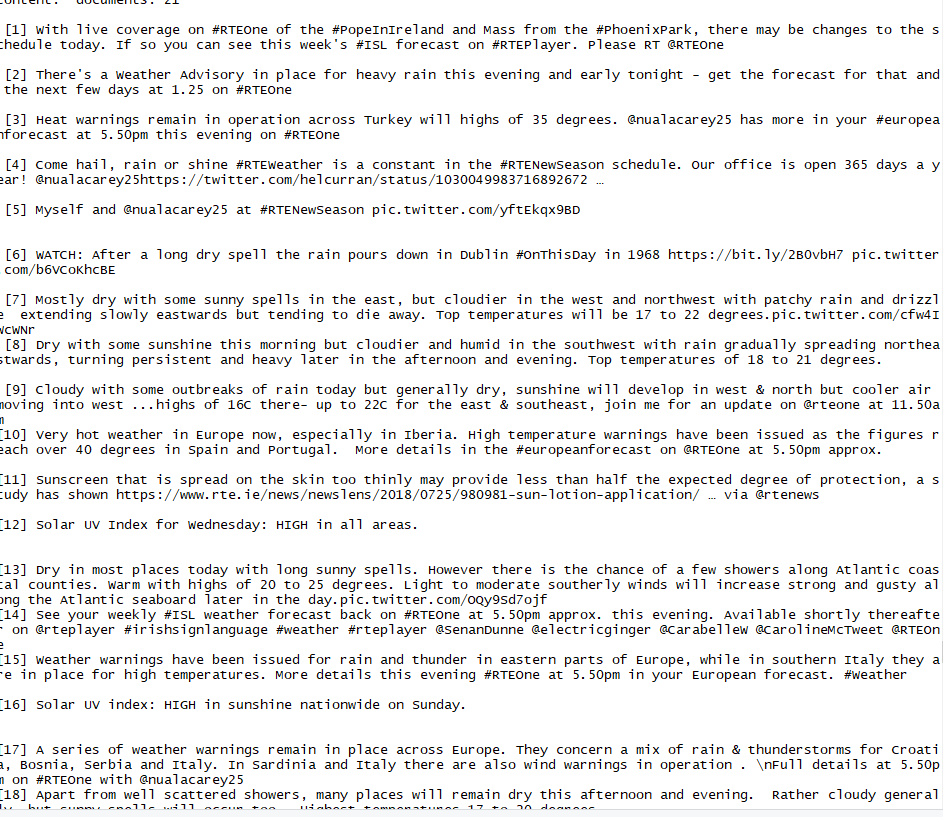 content:  documents: 21
[1] With live coverage on #RTEOne of the #PopeInIreland and Mass from the #PhoenixPark, there may be changes to the s
chedule today. If so you can see this week's #ISL forecast on #RTEPlayer. Please RT @RTEOne
[2] There's a Weather Advisory in place for heavy rain this evening and early tonight - get the forecast for that and
the next few days at 1.25 on #RTEOne
[3] Heat warnings remain in operation across Turkey will highs of 35 degrees. @nualacarey25 has more in your #europea
nforecast at 5.50pm this evening on #RTEOne
[4] Come hail, rain or shine #RTEWeather is a constant in the #RTENewSeason schedule. Our office is open 365 days a y
ear! @nualacarey25https://twitter.com/helcurran/status/1030049983716892672 …
[5] Myself and @nualacarey25 at #RTENewSeason pic.twitter.com/yftEkqx9BD
[6] WATCH: After a long dry spell the rain pours down in Dublin #OnThisDay in 1968 https://bit.ly/2BOvbH7 pic.twitter
.com/b6VCoKhcBE
[7] Mostly dry with some sunny spells in the east, but cloudier in the west and northwest with patchy rain and drizzl
e  extending slowly eastwards but tending to die away. Top temperatures will be 17 to 22 degrees.pic.twitter.com/cfw4I
WcWNr
[8] Dry with some sunshine this morning but cloudier and humid in the southwest with rain gradually spreading northea
stwards, turning persistent and heavy later in the afternoon and evening. Top temperatures of 18 to 21 degrees.
[9] Cloudy with some outbreaks of rain today but generally dry, sunshine will develop in west & north but cooler air
moving into west ...highs of 16C there- up to 22C for the east & southeast, join me for an update on @rteone at 11.50a
m
[10] Very hot weather in Europe now, especially in Iberia. High temperature warnings have been issued as the figures r
each over 40 degrees in Spain and Portugal.  More details in the #europeanforecast on @RTEOne at 5.50pm approx.
[11] Sunscreen that is spread on the skin too thinly may provide less than half the expected degree of protection, a s
tudy has shown https://www.rte.ie/news/newslens/2018/0725/980981-sun-lotion-application/ … via @rtenews
[12] Solar UV Index for Wednesday: HIGH in all areas.
[13] Dry in most places today with long sunny spells. However there is the chance of a few showers along Atlantic coas
tal counties. Warm with highs of 20 to 25 degrees. Light to moderate southerly winds will increase strong and gusty al
ong the Atlantic seaboard later in the day.pic.twitter.com/OQy9Sd7ojf
[14] See your weekly #ISL weather forecast back on #RTEOne at 5.50pm approx. this evening. Available shortly thereafte
r on @rteplayer #irishsignlanguage #weather #rteplayer @SenanDunne @electricginger @CarabelleW @CarolineMcTweet @RTEOn
e
[15] Weather warnings have been issued for rain and thunder in eastern parts of Europe, while in southern Italy they a
re in place for high temperatures. More details this evening #RTEOne at 5.50pm in your European forecast. #Weather
[16] Solar UV index: HIGH in sunshine nationwide on Sunday.
[17] A series of weather warnings remain in place across Europe. They concern a mix of rain & thunderstorms for Croati
a, Bosnia, Serbia and Italy. In Sardinia and Italy there are also wind warnings in operation . \nFull details at 5.50p
m on #RTEOne with @nualacarey25
[18] Apart from well scattered showers, many places will remain dry this afternoon and evening.  Rather cloudy general
ly, but sunny spells will occur too.  Highest temperatures 17 to 20 degrees